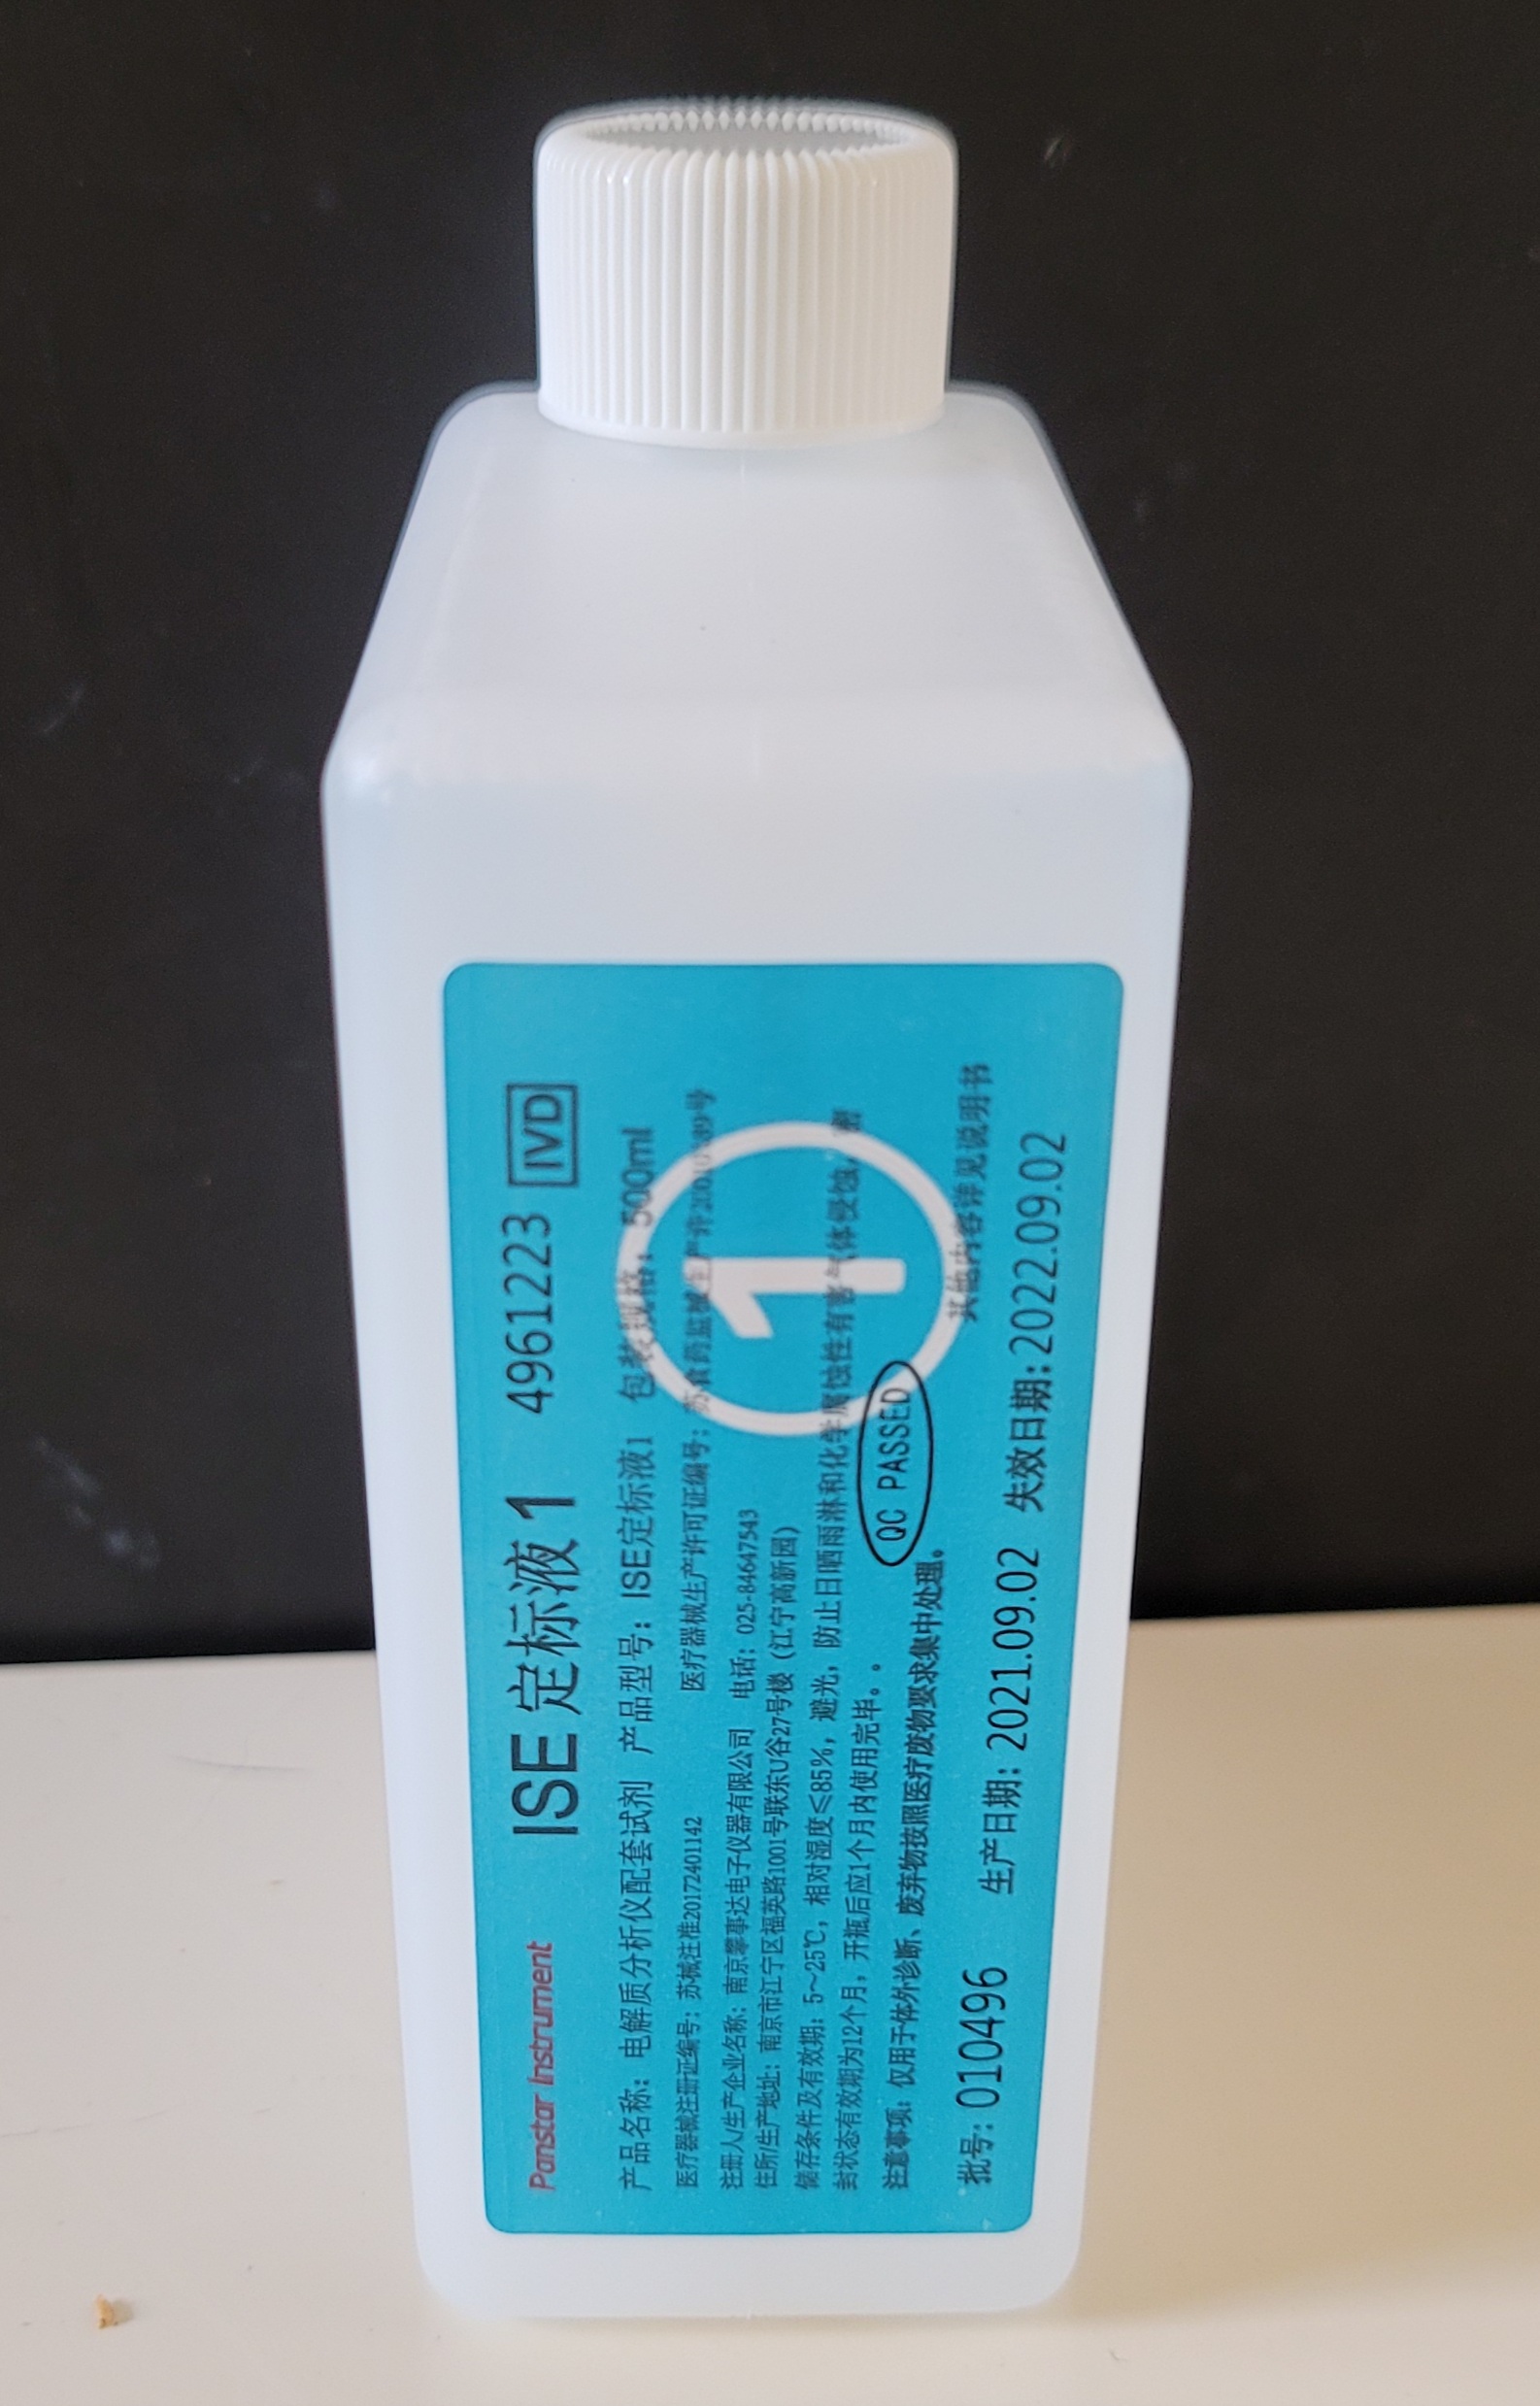 Panstar Instrument ISE 定标液 1 4961223 IVD
产品名称：电解质分析仪配套试剂 产品型号：ISE定标液1 包装规格：500ml
医疗器械注册证编号：苏械注准20172401142 医疗器械生产许可证编号：苏食药监械生产许
注册人/生产企业名称：南京攀事达电子仪器有限公司 电话：025-84647543
住所/生产地址：南京市江宁区福英路1001号联东U谷27号楼（江宁高新园）
储存条件及有效期：5～25℃，相对湿度≤85%，避光，防止日晒雨淋和化学腐蚀性有害气体侵蚀，密
封状态有效期为12个月，开瓶后应1个月内使用完毕。。
注意事项：仅用于体外诊断、废弃物按照医疗废物要求集中处理。
QC PASSED
1
其他内容详见说明书
批号：010496 生产日期：2021.09.02 失效日期：2022.09.02